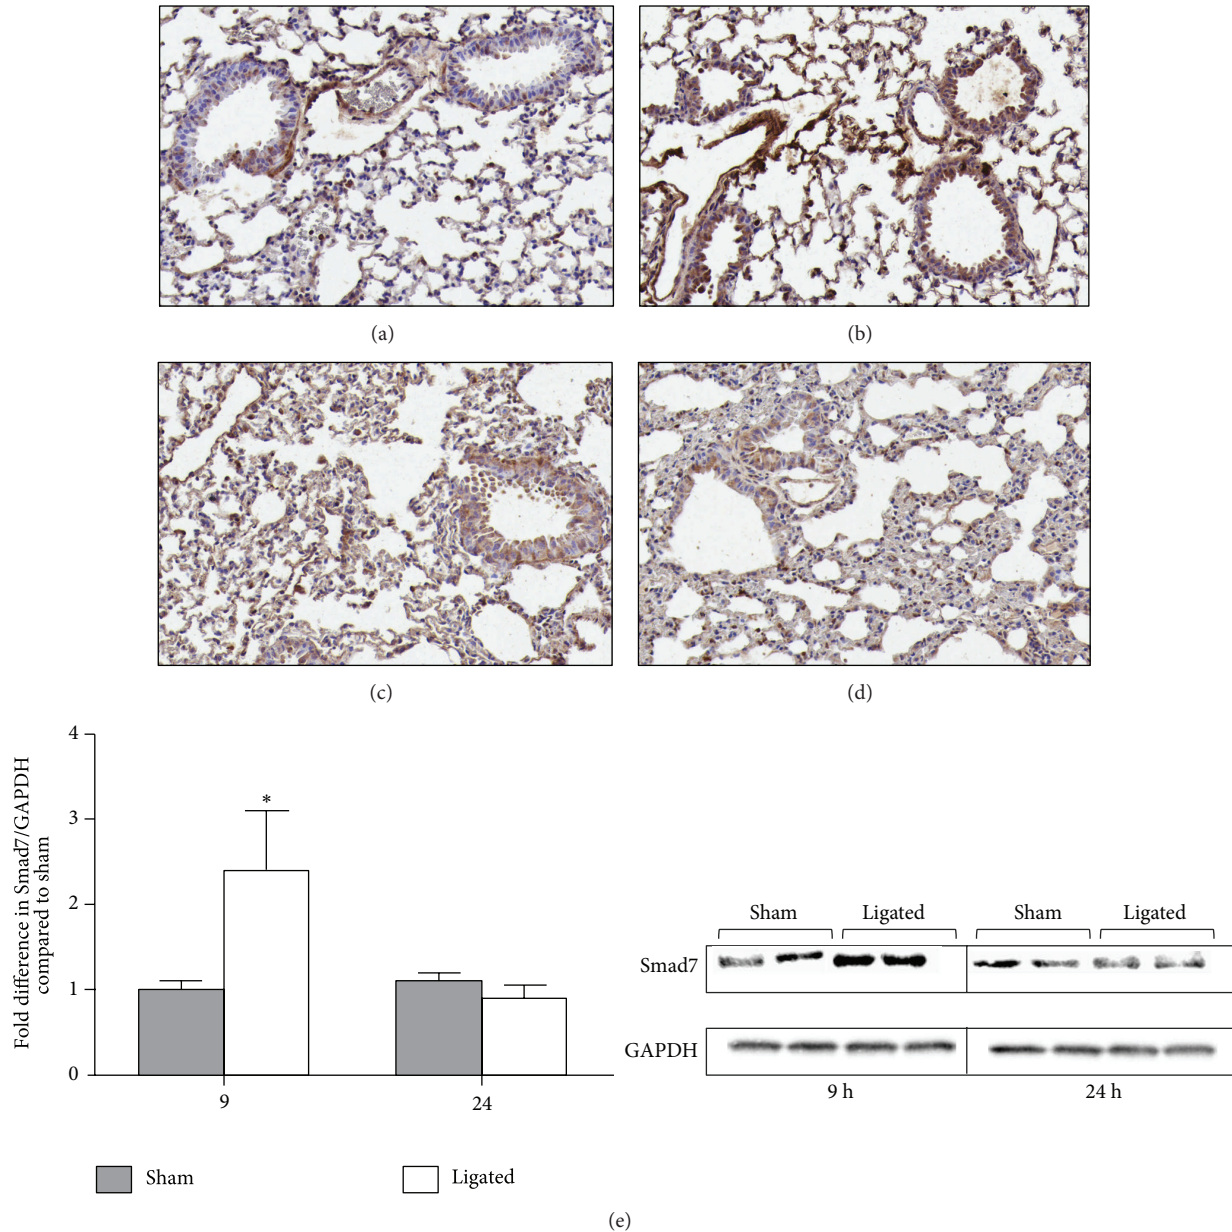 (a)
(b)
(c)
(d)
Fold difference in Smad7/GAPDH
compared to sham
4
3
2
1
0
*
9
24
Sham
Ligated
Sham
Ligated
Sham
Ligated
Smad7
GAPDH
9 h
24 h
(e)